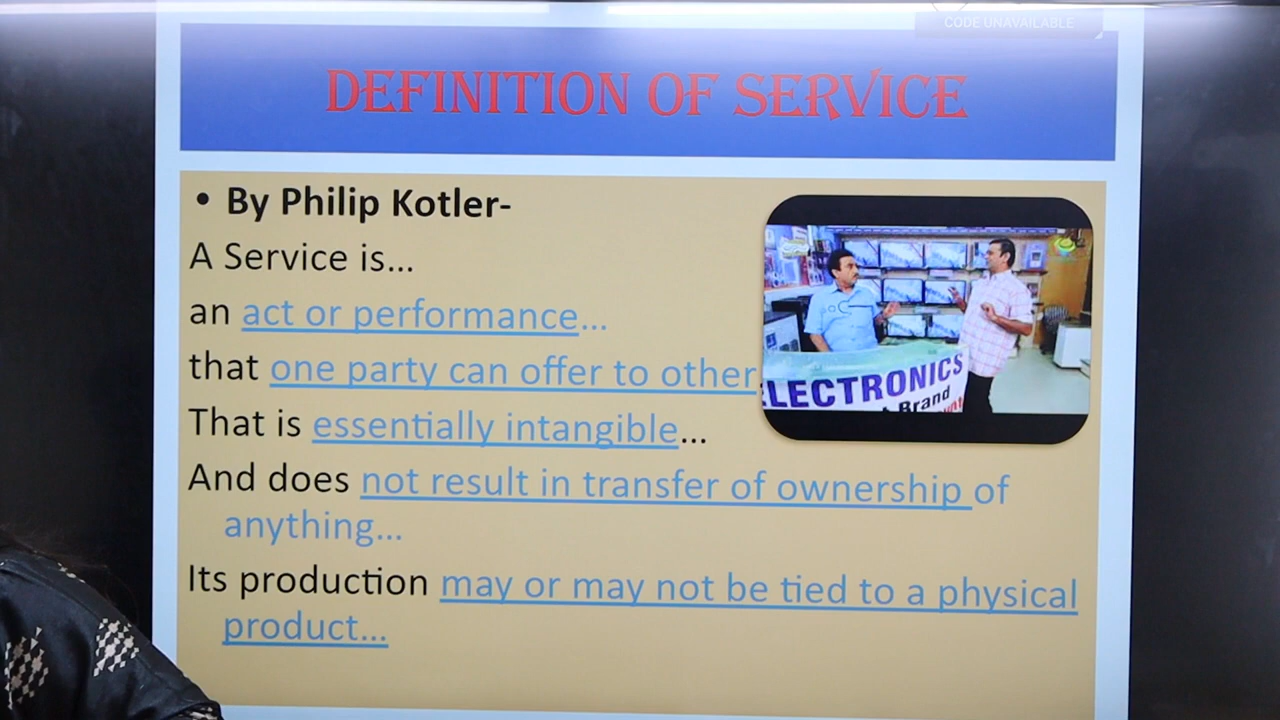 CODE UNAVAILABLE
DEFINITION OF SERVICE
• By Philip Kotler-
A Service is...
an act or performance...
that one party can offer to other
That is essentially intangible...
And does not result in transfer of ownership of
anything...
Its production may or may not be tied to a physical
product...
LECTRONICS
Brand